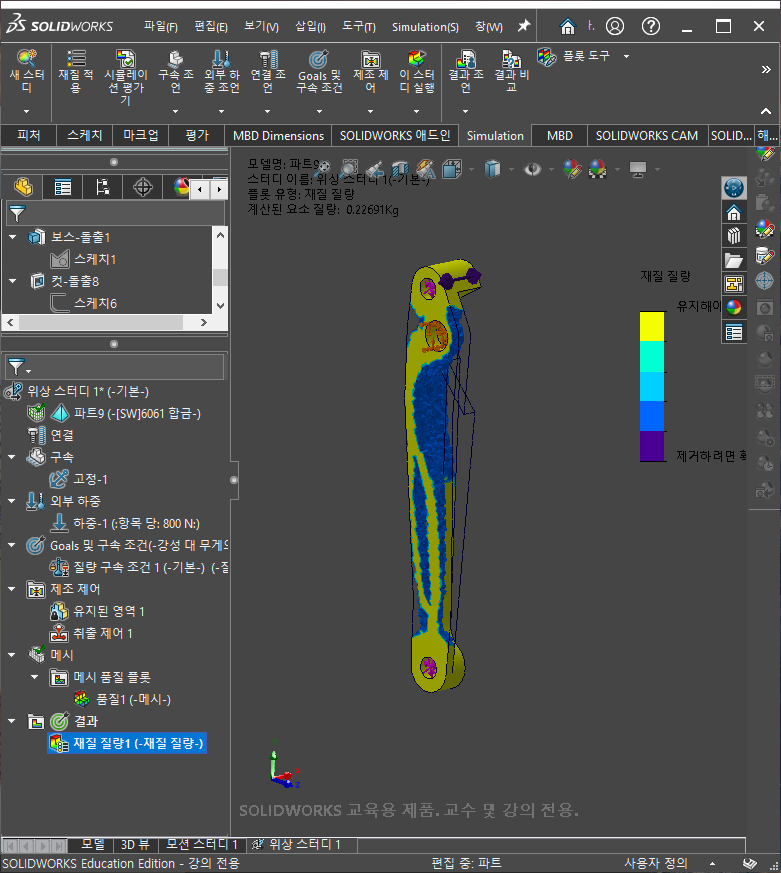 SOLIDWORKS 파일(F) 편집(E) 보기(V) 삽입(I) 도구(T) Simulation(S) 창(W)
새 스터디 재질 적용 시뮬레이션 평가기 구속 조언 외부 하중 조언 연결 조언 Goals 및 구속 조건 제조 제어 이 스터디 실행 결과 조언 결과 비교 플롯 도구
피처 스케치 마크업 평가 MBD Dimensions SOLIDWORKS 애드인 Simulation MBD SOLIDWORKS CAM SOLID... 해...
모델명: 파트9
스터디 이름: 위상 스터디 1(-기본-)
플롯 유형: 재질 질량
계산된 요소 질량: 0.22691Kg
보스-돌출1
스케치1
컷-돌출8
스케치6
재질 질량
유지해야
제거하려면 확
위상 스터디 1* (-기본-)
파트9 (-[SW]6061 합금-)
연결
구속
고정-1
외부 하중
하중-1 (:항목 당: 800 N:)
Goals 및 구속 조건(-강성 대 무게의
질량 구속 조건 1 (-기본-) (-질
제조 제어
유지된 영역 1
취출 제어 1
메시
메시 품질 플롯
품질1 (-메시-)
결과
재질 질량1 (-재질 질량-)
SOLIDWORKS 교육용 제품. 교수 및 강의 전용.
모델 3D 뷰 모션 스터디 1 위상 스터디 1
SOLIDWORKS Education Edition - 강의 전용 편집 중: 파트 사용자 정의